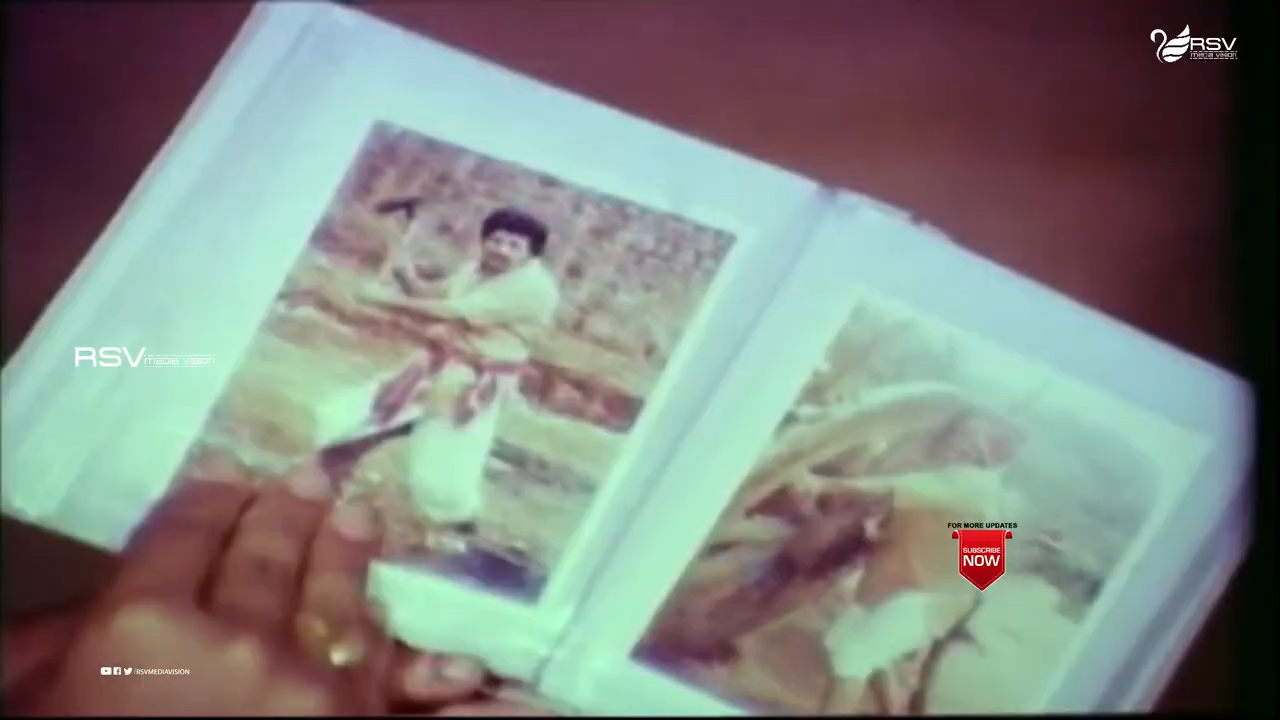 RSV
media vision
RSV media vision
FOR MORE UPDATES
SUBSCRIBE
NOW
/RSVMEDIAVISION